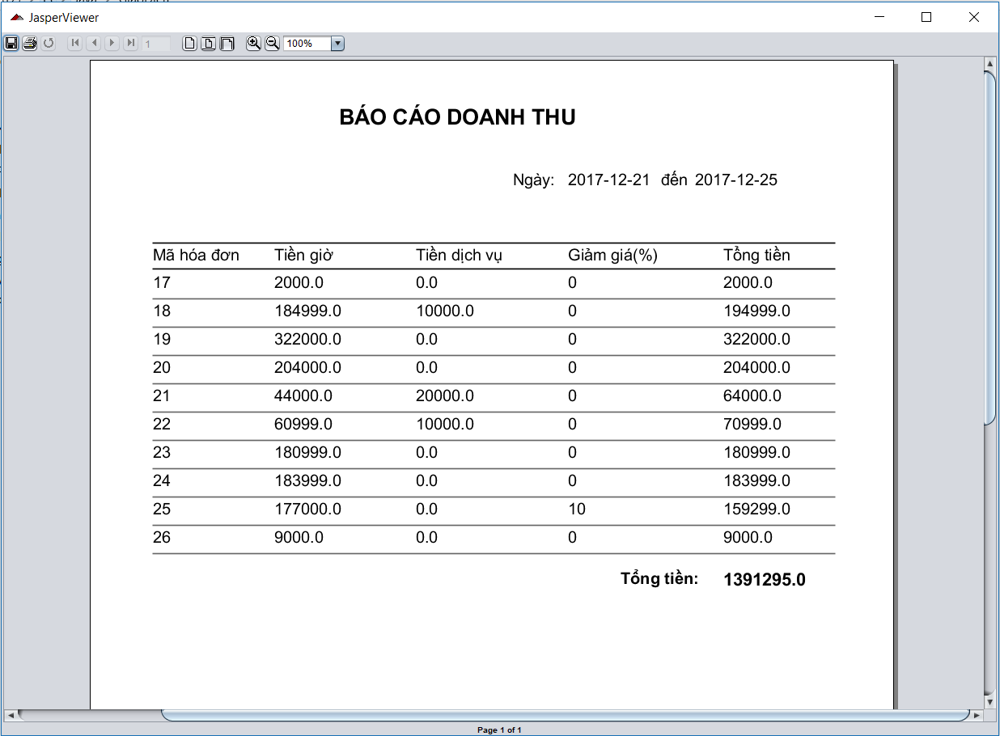 JasperViewer
1
100%
BÁO CÁO DOANH THU
Ngày: 2017-12-21 đến 2017-12-25
Mã hóa đơn Tiền giờ Tiền dịch vụ Giảm giá(%) Tổng tiền
17 2000.0 0.0 0 2000.0
18 184999.0 10000.0 0 194999.0
19 322000.0 0.0 0 322000.0
20 204000.0 0.0 0 204000.0
21 44000.0 20000.0 0 64000.0
22 60999.0 10000.0 0 70999.0
23 180999.0 0.0 0 180999.0
24 183999.0 0.0 0 183999.0
25 177000.0 0.0 10 159299.0
26 9000.0 0.0 0 9000.0
Tổng tiền: 1391295.0
Page 1 of 1